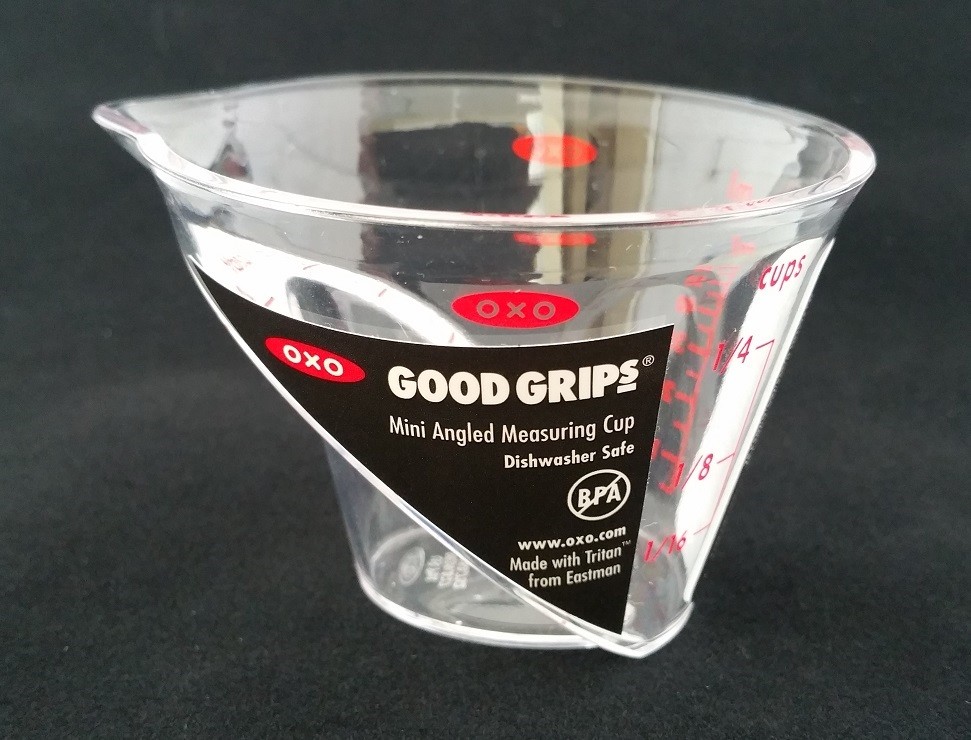 OXO
OXO
OXO
GOOD GRIPS®
Mini Angled Measuring Cup
Dishwasher Safe
BPA
www.oxo.com
Made with Tritan™
from Eastman
cups
1/4
1/8
1/16